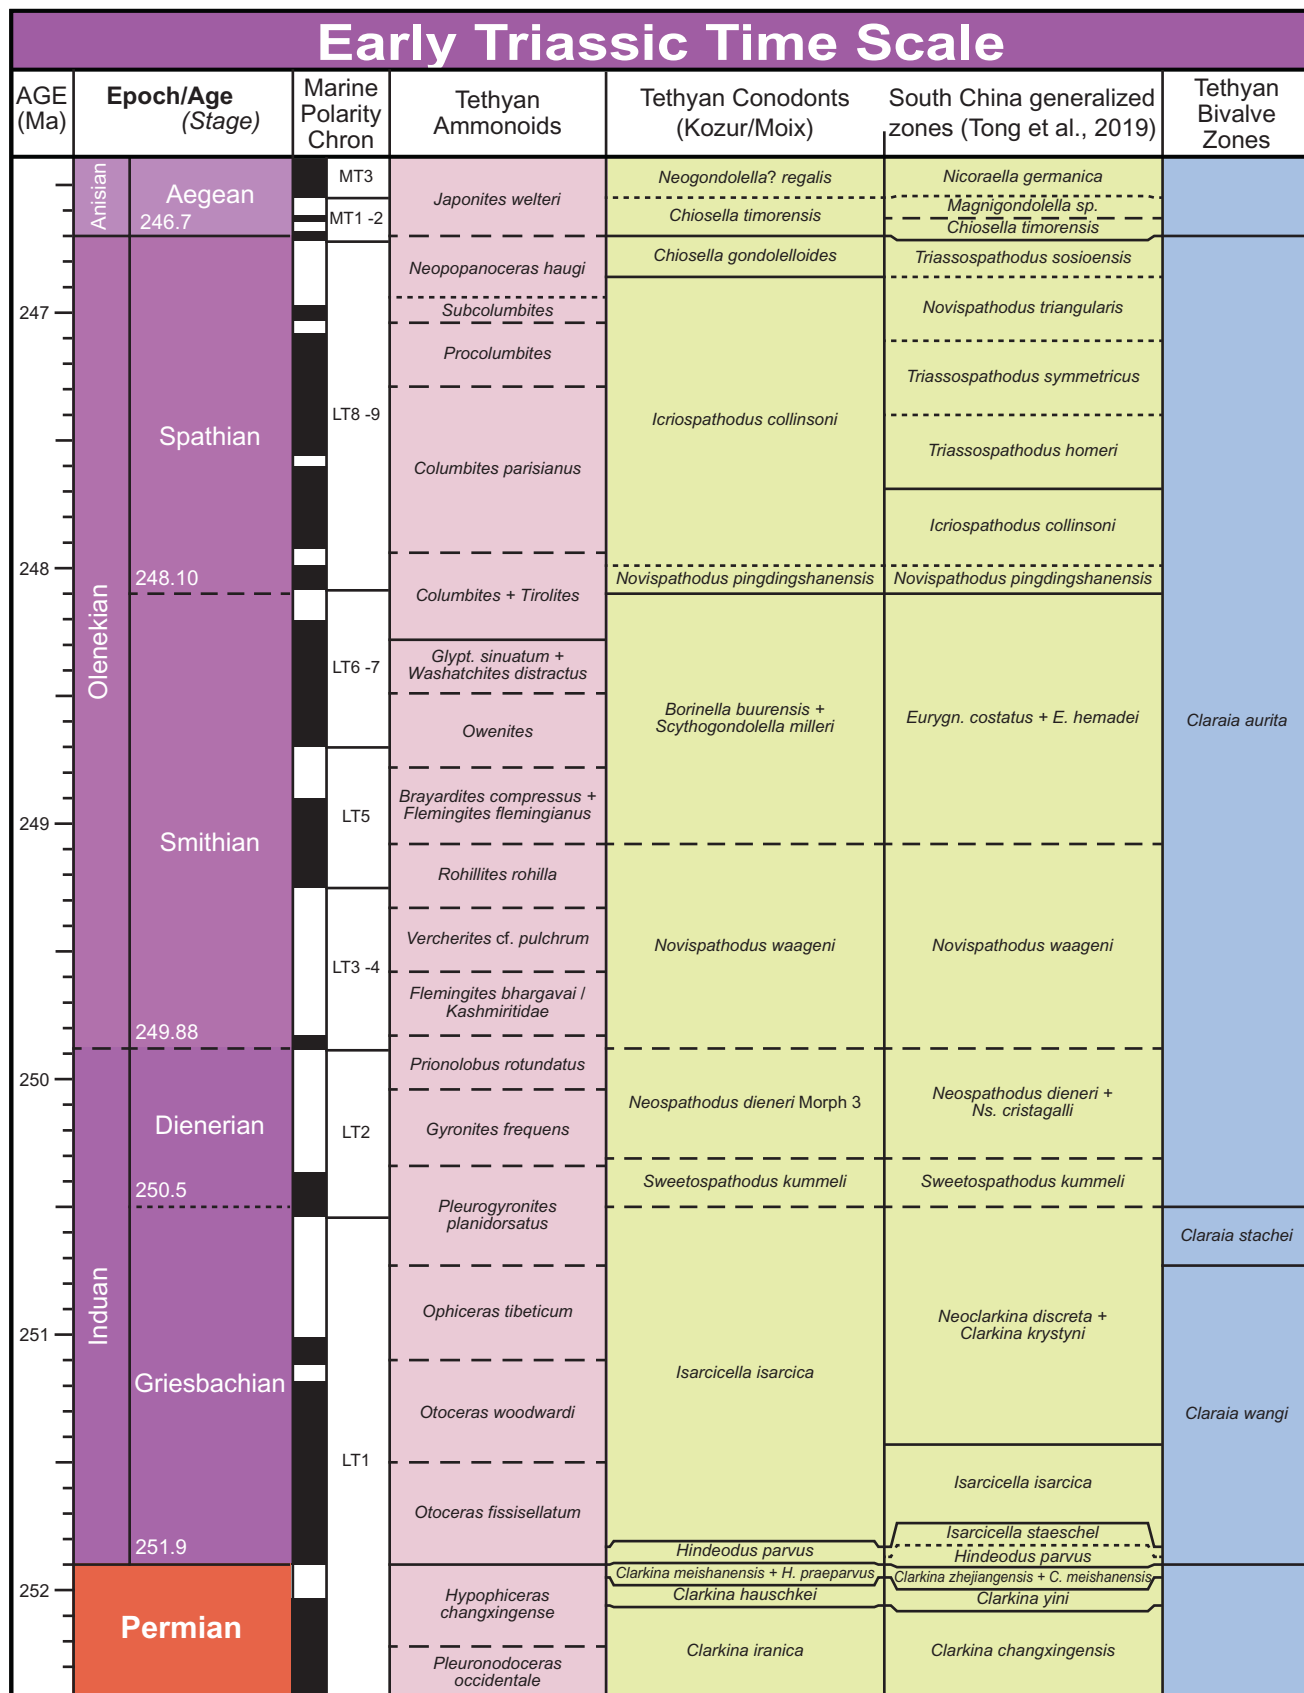 Early Triassic Time Scale
AGE
(Ma)
Epoch/Age
(Stage)
Marine
Polarity
Chron
Tethyan
Ammonoids
Tethyan Conodonts
(Kozur/Moix)
South China generalized
zones (Tong et al., 2019)
Tethyan
Bivalve
Zones
247
248
249
250
251
252
Anisian
Olenekian
Induan
Aegean
246.7
Spathian
248.10
Smithian
249.88
Dienerian
250.5
Griesbachian
251.9
Permian
MT3
MT1 -2
LT8 -9
LT6 -7
LT5
LT3 -4
LT2
LT1
Japonites welteri
Neopopanoceras haugi
Subcolumbites
Procolumbites
Columbites parisianus
Columbites + Tirolites
Glypt. sinuatum +
Washatchites distractus
Owenites
Brayardites compressus +
Flemingites flemingianus
Rohillites rohilla
Vercherites cf. pulchrum
Flemingites bhargavai /
Kashmiritidae
Prionolobus rotundatus
Gyronites frequens
Pleurogyronites
planidorsatus
Ophiceras tibeticum
Otoceras woodwardi
Otoceras fissisellatum
Hypophiceras
changxingense
Pleuronodoceras
occidentale
Neogondolella? regalis
Chiosella timorensis
Chiosella gondolelloides
Icriospathodus collinsoni
Novispathodus pingdingshanensis
Borinella buurensis +
Scythogondolella milleri
Novispathodus waageni
Neospathodus dieneri Morph 3
Sweetospathodus kummeli
Isarcicella isarcica
Hindeodus parvus
Clarkina meishanensis + H. praeparvus
Clarkina hauschkei
Clarkina iranica
Nicoraella germanica
Magnigondolella sp.
Chiosella timorensis
Triassospathodus sosioensis
Novispathodus triangularis
Triassospathodus symmetricus
Triassospathodus homeri
Icriospathodus collinsoni
Novispathodus pingdingshanensis
Eurygn. costatus + E. hemadei
Novispathodus waageni
Neospathodus dieneri +
Ns. cristagalli
Sweetospathodus kummeli
Neoclarkina discreta +
Clarkina krystyni
Isarcicella isarcica
Isarcicella staeschel
Hindeodus parvus
Clarkina zhejiangensis + C. meishanensis
Clarkina yini
Clarkina changxingensis
Claraia aurita
Claraia stachei
Claraia wangi